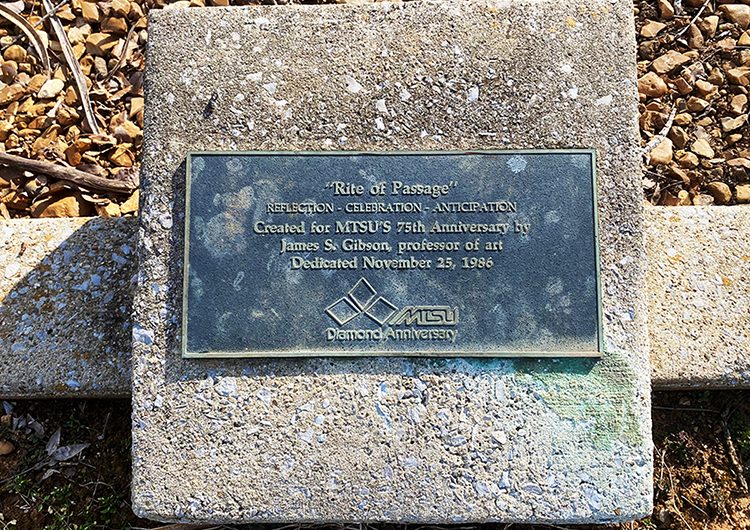 "Rite of Passage"
REFLECTION - CELEBRATION - ANTICIPATION
Created for MTSU'S 75th Anniversary by
James S. Gibson, professor of art
Dedicated November 25, 1986
MTSU
Diamond Anniversary